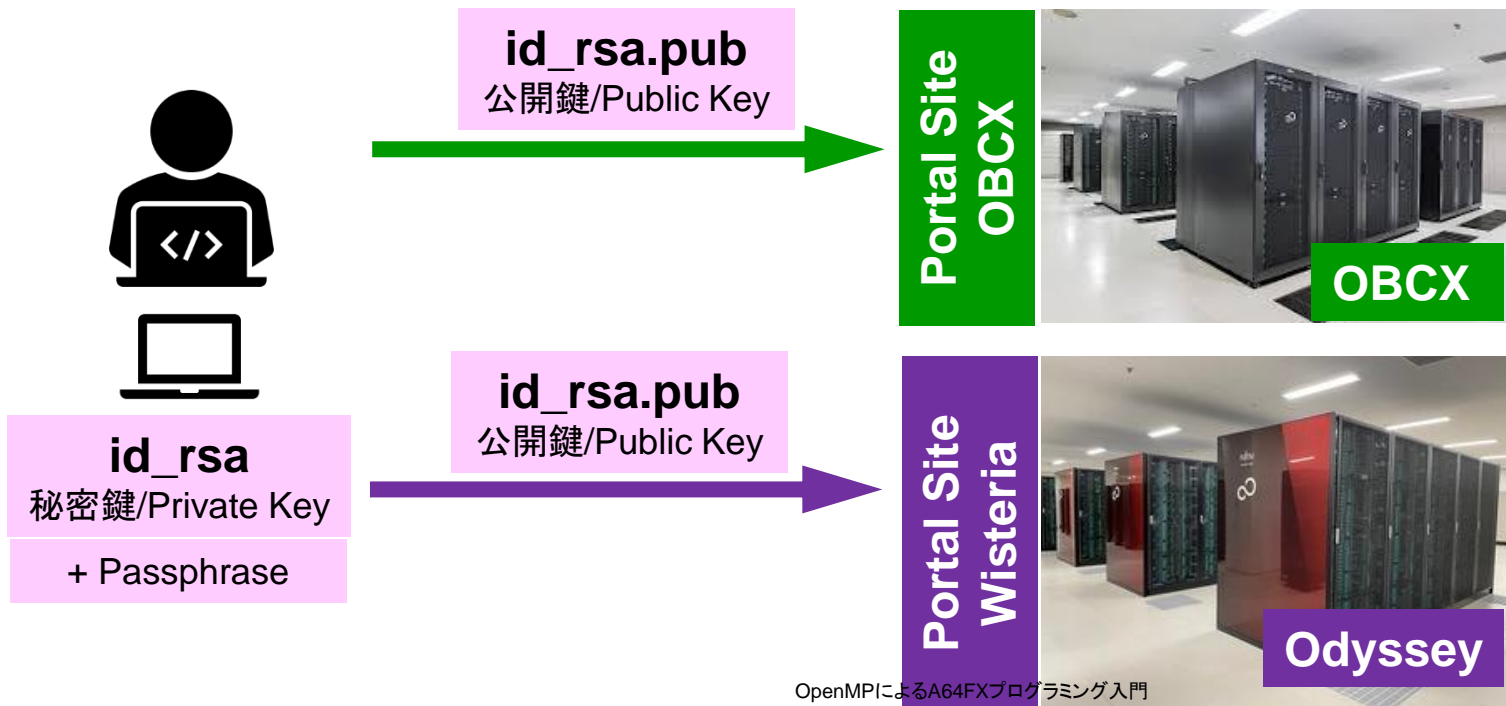 id_rsa.pub
公開鍵/Public Key
Portal Site
OBCX
OBCX
</>
id_rsa.pub
公開鍵/Public Key
id_rsa
秘密鍵/Private Key
+ Passphrase
Portal Site
Wisteria
Odyssey
OpenMPによるA64FXプログラミング入門